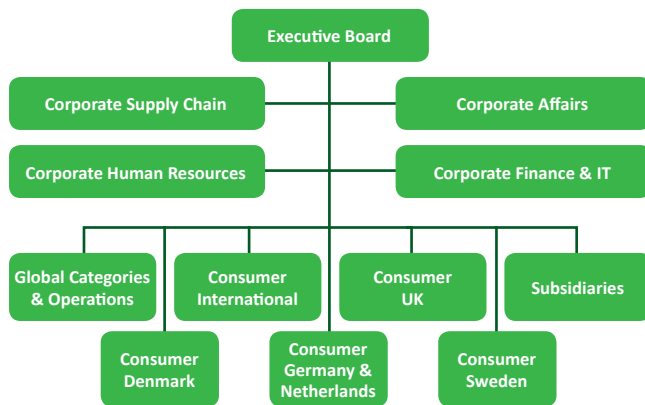 Executive Board
Corporate Supply Chain
Corporate Affairs
Corporate Human Resources
Corporate Finance & IT
Global Categories
& Operations
Consumer
International
Consumer
UK
Subsidiaries
Consumer
Denmark
Consumer
Germany &
Netherlands
Consumer
Sweden